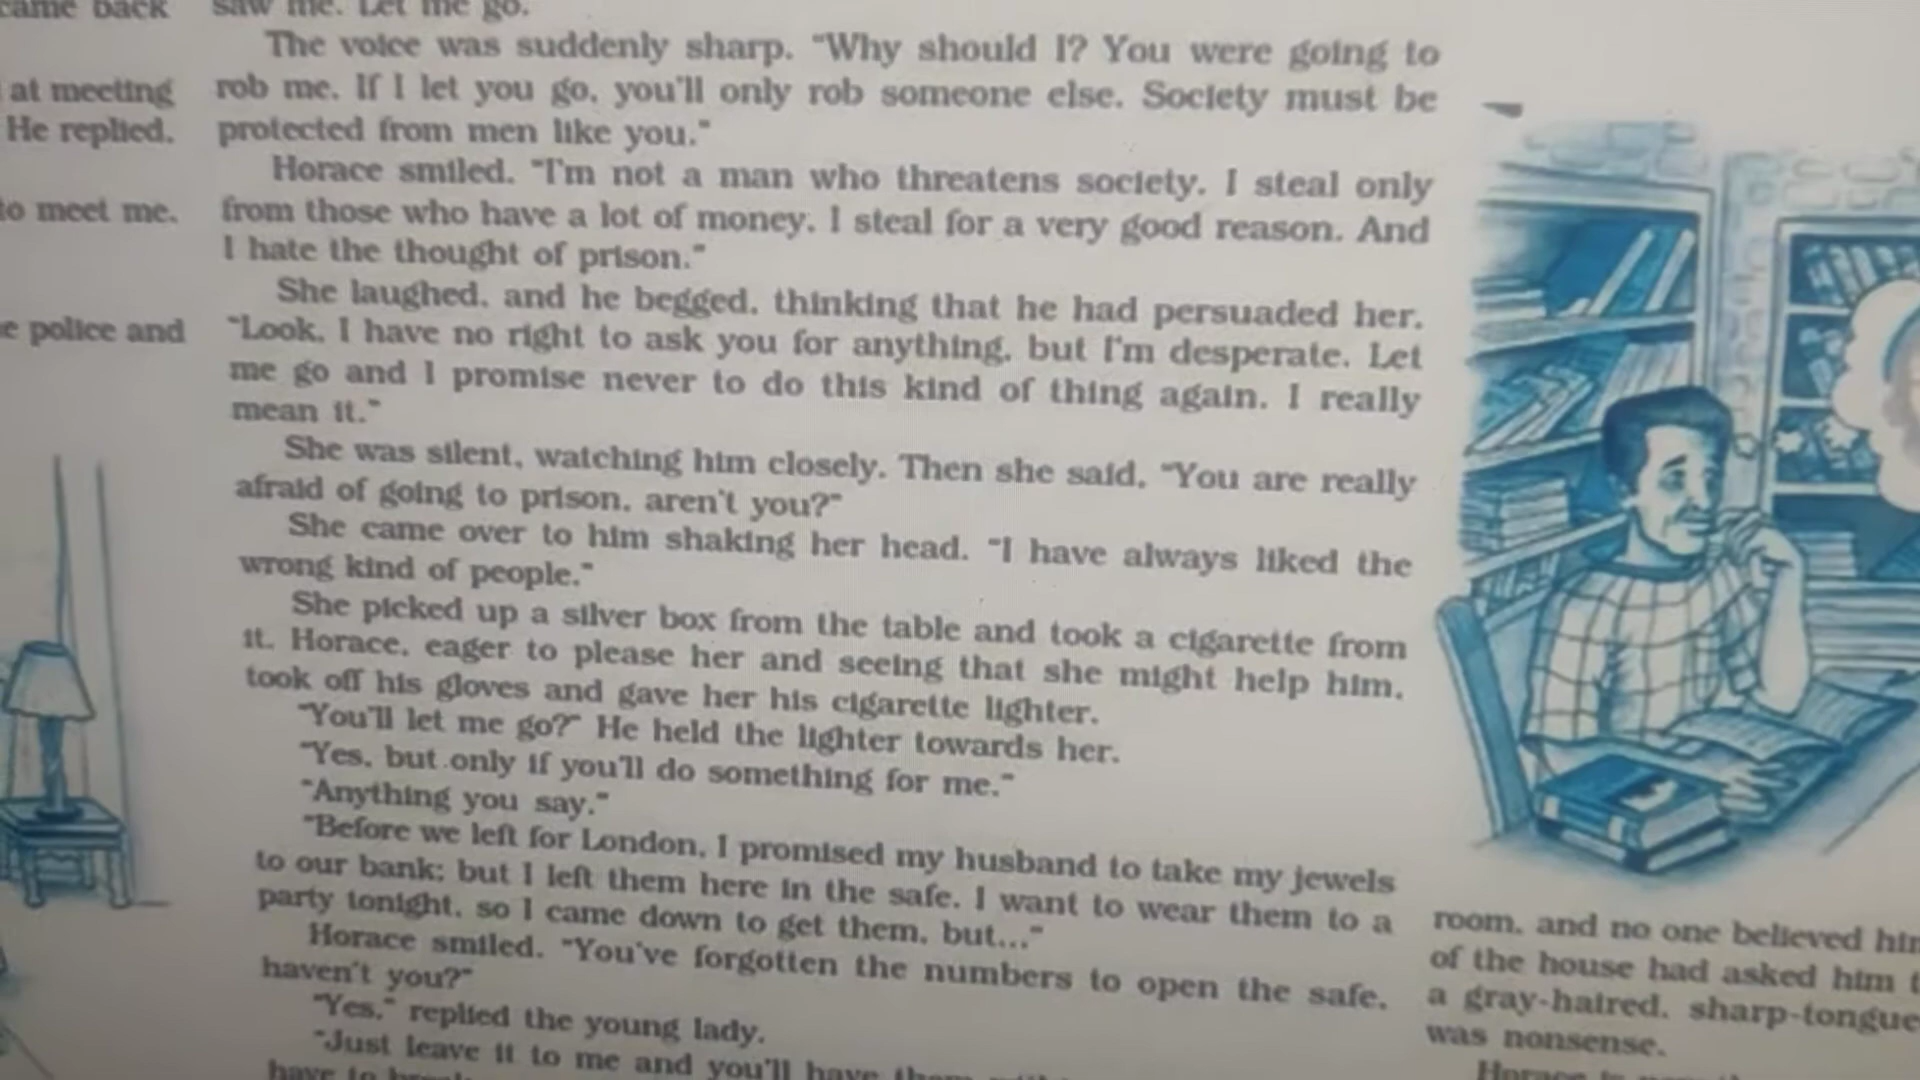 came back
at meeting
He replied.
to meet me.
police and
saw me. Let me go.
The voice was suddenly sharp. "Why should I? You were going to
rob me. If I let you go, you'll only rob someone else. Society must be
protected from men like you."
Horace smiled. "I'm not a man who threatens society. I steal only
from those who have a lot of money. I steal for a very good reason. And
I hate the thought of prison."
She laughed, and he begged, thinking that he had persuaded her.
"Look, I have no right to ask you for anything, but I'm desperate. Let
me go and I promise never to do this kind of thing again. I really
mean it."
She was silent, watching him closely. Then she said, "You are really
afraid of going to prison, aren't you?"
She came over to him shaking her head. "I have always liked the
wrong kind of people."
She picked up a silver box from the table and took a cigarette from
it. Horace, eager to please her and seeing that she might help him,
took off his gloves and gave her his cigarette lighter.
"You'll let me go?" He held the lighter towards her.
"Yes, but only if you'll do something for me."
"Anything you say."
"Before we left for London, I promised my husband to take my jewels
to our bank; but I left them here in the safe. I want to wear them to a
party tonight, so I came down to get them, but..."
Horace smiled. "You've forgotten the numbers to open the safe,
haven't you?"
"Yes," replied the young lady.
"Just leave it to me and you'll have them
have to
room, and no one believed
of the house had asked him
a gray-haired, sharp-tongue
was nonsense.
Horace